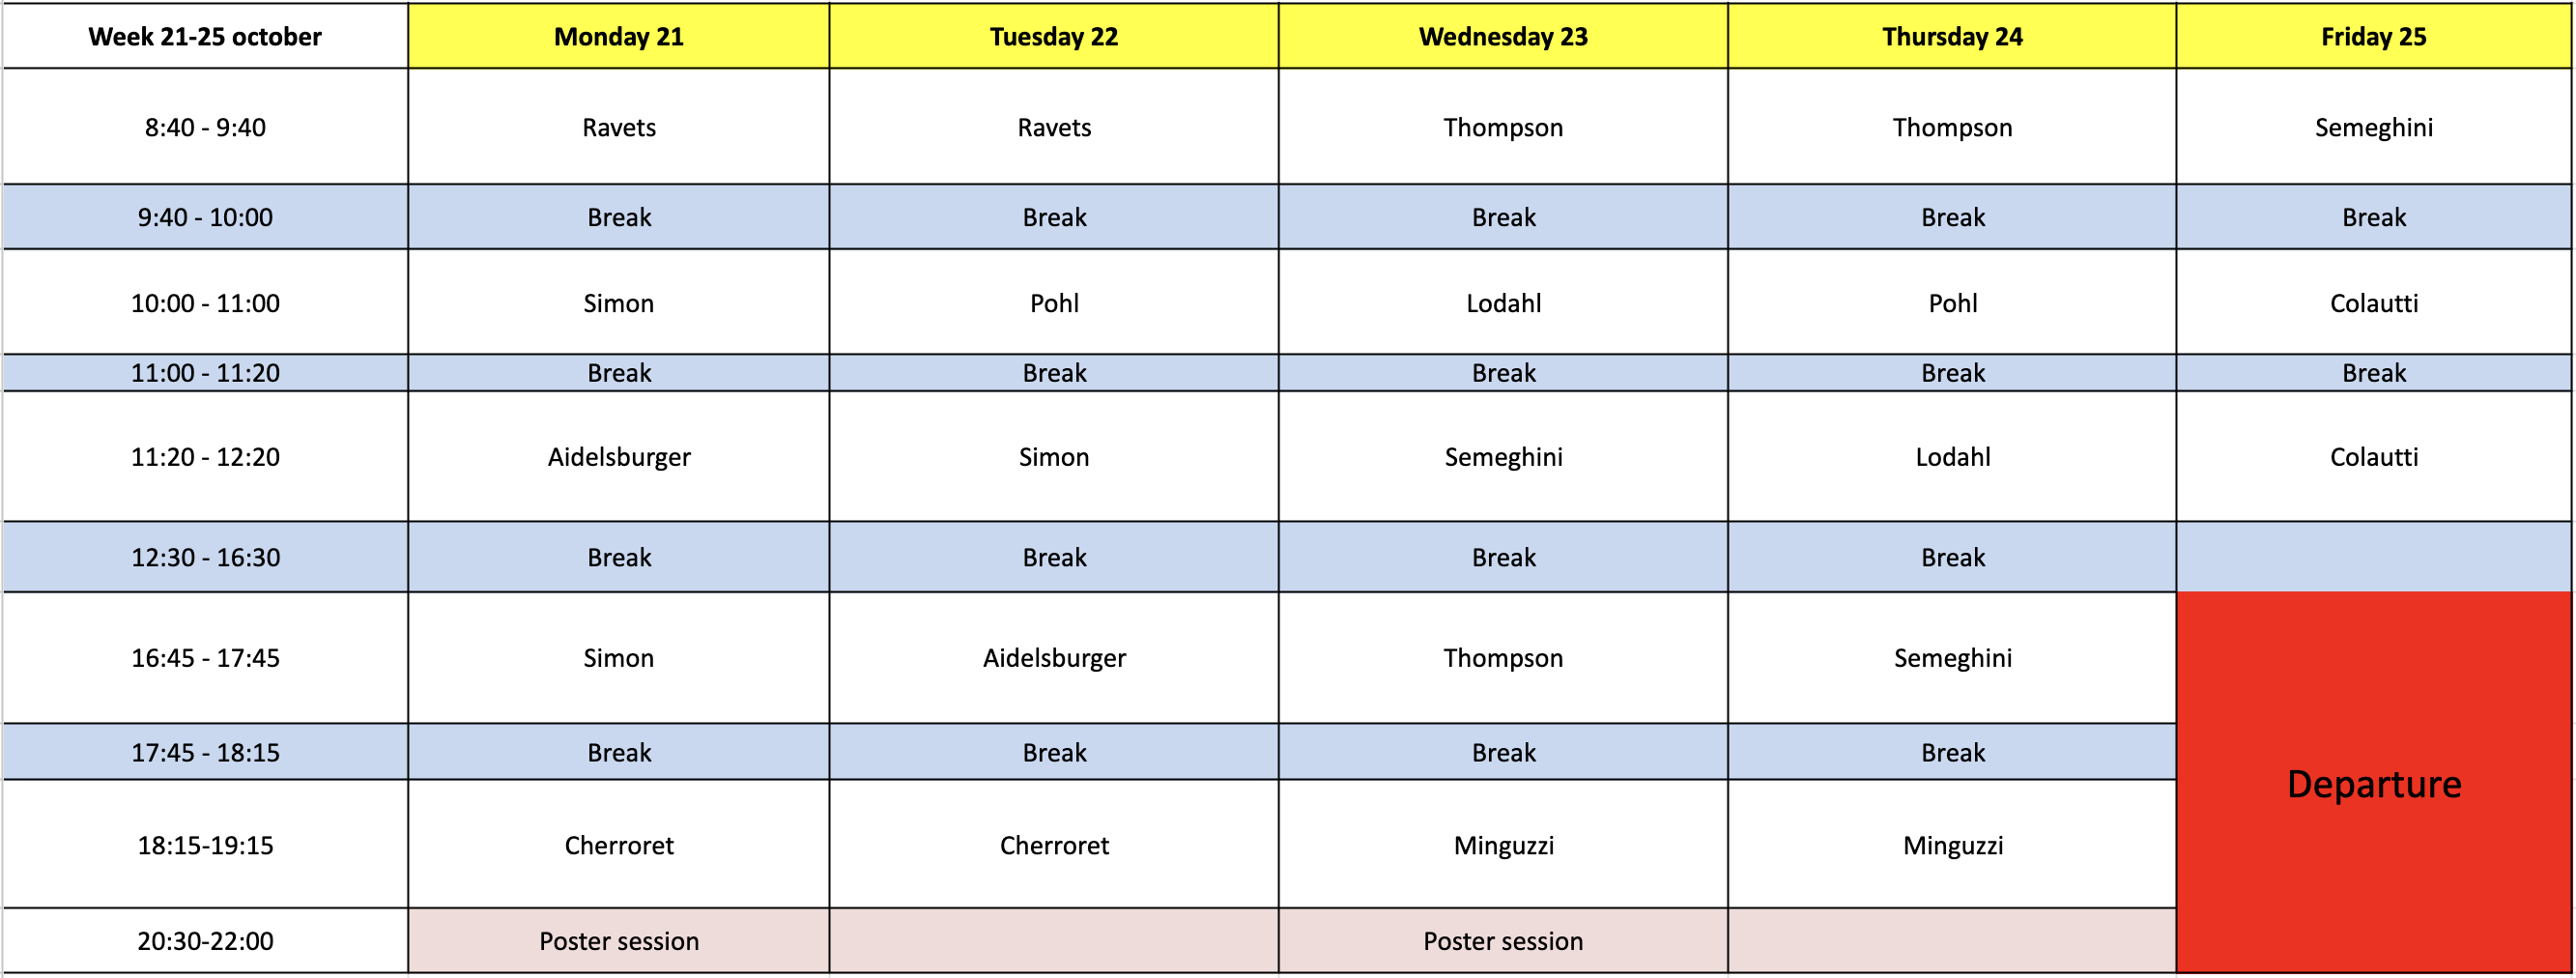 Week 21-25 october Monday 21 Tuesday 22 Wednesday 23 Thursday 24 Friday 25
8:40 - 9:40 Ravets Ravets Thompson Thompson Semeghini
9:40 - 10:00 Break Break Break Break Break
10:00 - 11:00 Simon Pohl Lodahl Pohl Colautti
11:00 - 11:20 Break Break Break Break Break
11:20 - 12:20 Aidelsburger Simon Semeghini Lodahl Colautti
12:30 - 16:30 Break Break Break Break
16:45 - 17:45 Simon Aidelsburger Thompson Semeghini
17:45 - 18:15 Break Break Break Break
Departure
18:15-19:15 Cherroret Cherroret Minguzzi Minguzzi
20:30-22:00 Poster session Poster session